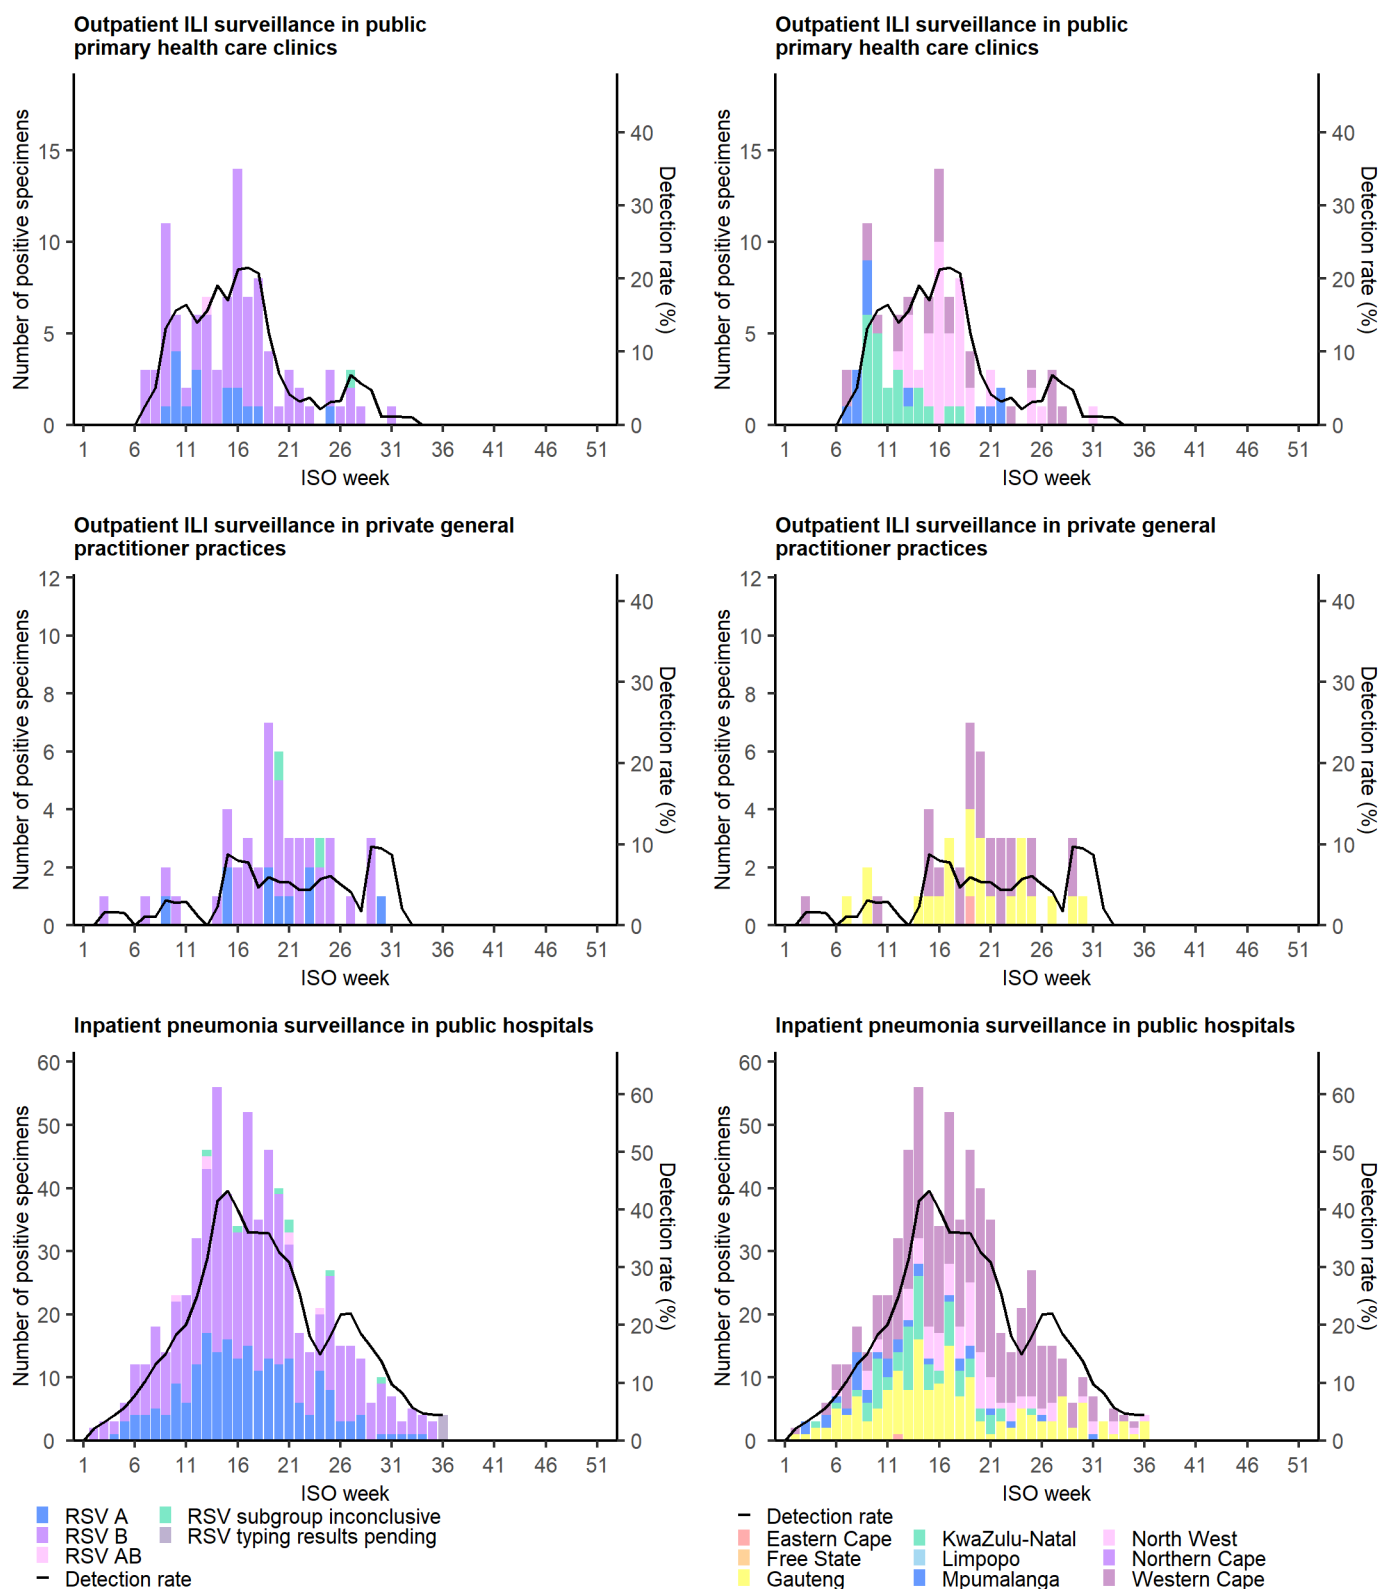 Outpatient ILI surveillance in public
primary health care clinics
Number of positive specimens
15
10
5
0
40
30
20
10
0
Detection rate (%)
1 6 11 16 21 26 31 36 41 46 51
ISO week
Outpatient ILI surveillance in public
primary health care clinics
Number of positive specimens
15
10
5
0
40
30
20
10
0
Detection rate (%)
1 6 11 16 21 26 31 36 41 46 51
ISO week
Outpatient ILI surveillance in private general
practitioner practices
Number of positive specimens
12
10
8
6
4
2
0
40
30
20
10
0
Detection rate (%)
1 6 11 16 21 26 31 36 41 46 51
ISO week
Outpatient ILI surveillance in private general
practitioner practices
Number of positive specimens
12
10
8
6
4
2
0
40
30
20
10
0
Detection rate (%)
1 6 11 16 21 26 31 36 41 46 51
ISO week
Inpatient pneumonia surveillance in public hospitals
Number of positive specimens
60
50
40
30
20
10
0
60
50
40
30
20
10
0
Detection rate (%)
1 6 11 16 21 26 31 36 41 46 51
ISO week
RSV A
RSV B
RSV AB
Detection rate
RSV subgroup inconclusive
RSV typing results pending
Inpatient pneumonia surveillance in public hospitals
Number of positive specimens
60
50
40
30
20
10
0
60
50
40
30
20
10
0
Detection rate (%)
1 6 11 16 21 26 31 36 41 46 51
ISO week
Detection rate
Eastern Cape
Free State
Gauteng
KwaZulu-Natal
Limpopo
Mpumalanga
North West
Northern Cape
Western Cape